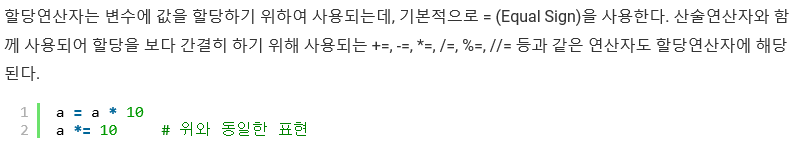 할당연산자는 변수에 값을 할당하기 위하여 사용되는데, 기본적으로 = (Equal Sign)을 사용한다. 산술연산자와 함
께 사용되어 할당을 보다 간결히 하기 위해 사용되는 +=, -=, *=, /=, %=, //= 등과 같은 연산자도 할당연산자에 해당
된다.
1 a = a * 10
2 a *= 10 # 위와 동일한 표현